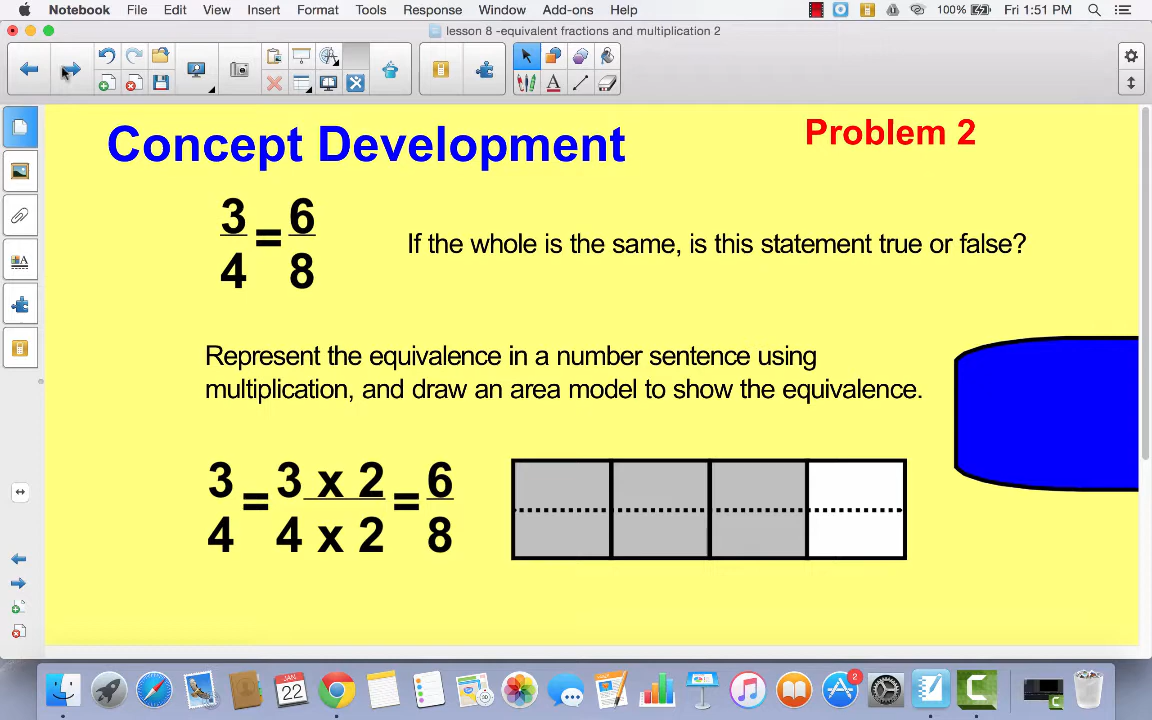 Notebook File Edit View Insert Format Tools Response Window Add-ons Help 100% Fri 1:51 PM
lesson 8 -equivalent fractions and multiplication 2
Concept Development
Problem 2
3/4 = 6/8
If the whole is the same, is this statement true or false?
Represent the equivalence in a number sentence using
multiplication, and draw an area model to show the equivalence.
3/4 = 3 x 2/4 x 2 = 6/8
JAN
22
2